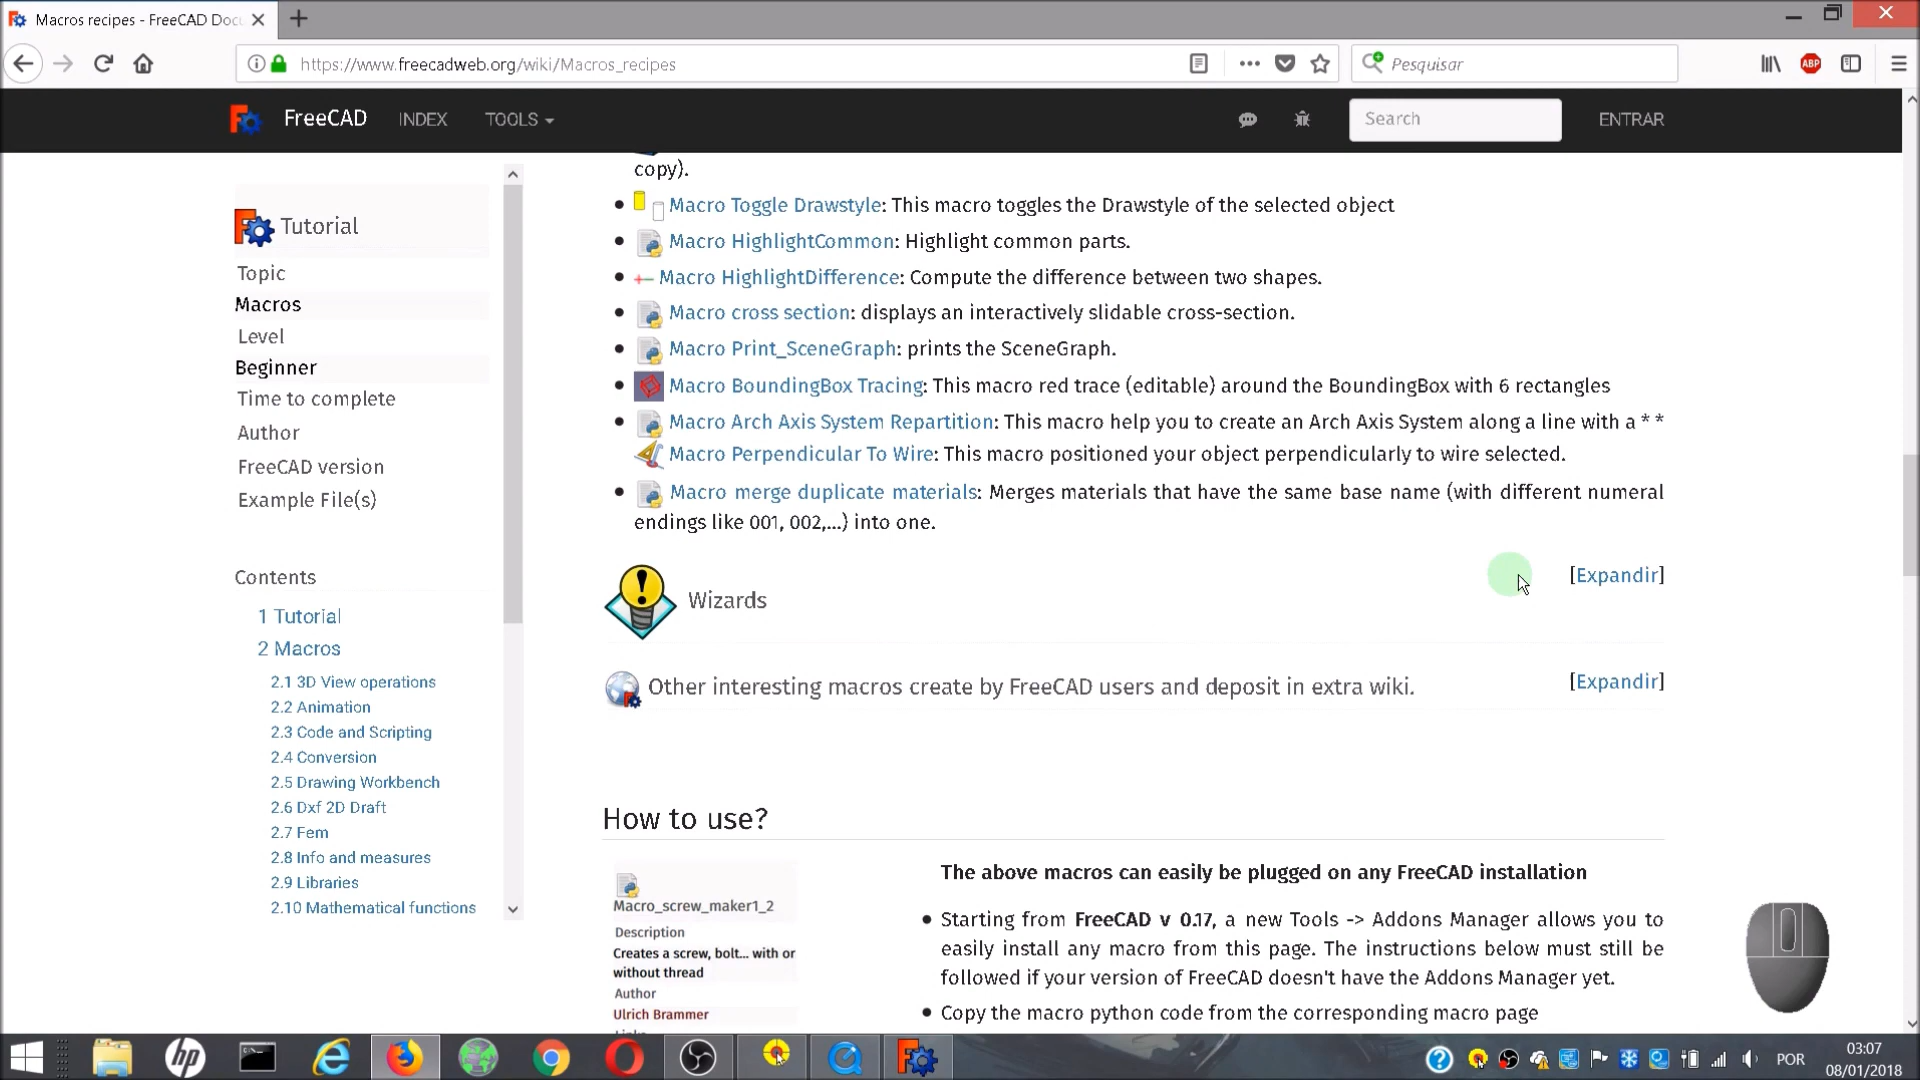 Macros recipes - FreeCAD Docu
https://www.freecadweb.org/wiki/Macros_recipes
Pesquisar
ABP
FreeCAD INDEX TOOLS
Search
ENTRAR
Tutorial
Topic
Macros
Level
Beginner
Time to complete
Author
FreeCAD version
Example File(s)
Contents
1 Tutorial
2 Macros
2.1 3D View operations
2.2 Animation
2.3 Code and Scripting
2.4 Conversion
2.5 Drawing Workbench
2.6 Dxf 2D Draft
2.7 Fem
2.8 Info and measures
2.9 Libraries
2.10 Mathematical functions
copy).
Macro Toggle Drawstyle: This macro toggles the Drawstyle of the selected object
Macro HighlightCommon: Highlight common parts.
Macro HighlightDifference: Compute the difference between two shapes.
Macro cross section: displays an interactively slidable cross-section.
Macro Print_SceneGraph: prints the SceneGraph.
Macro BoundingBox Tracing: This macro red trace (editable) around the BoundingBox with 6 rectangles
Macro Arch Axis System Repartition: This macro help you to create an Arch Axis System along a line with a * *
Macro Perpendicular To Wire: This macro positioned your object perpendicularly to wire selected.
Macro merge duplicate materials: Merges materials that have the same base name (with different numeral
endings like 001, 002,...) into one.
Wizards
[Expandir]
Other interesting macros create by FreeCAD users and deposit in extra wiki.
[Expandir]
How to use?
Macro_screw_maker1_2
Description
Creates a screw, bolt... with or
without thread
Author
Ulrich Brammer
The above macros can easily be plugged on any FreeCAD installation
Starting from FreeCAD v 0.17, a new Tools -> Addons Manager allows you to
easily install any macro from this page. The instructions below must still be
followed if your version of FreeCAD doesn't have the Addons Manager yet.
Copy the macro python code from the corresponding macro page
hp
POR
03:07
08/01/2018